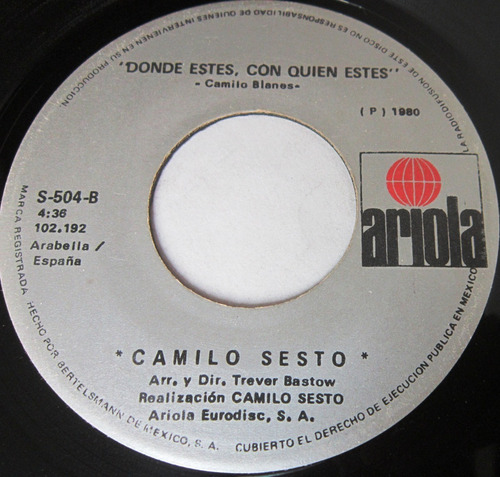 "DONDE ESTES, CON QUIEN ESTES"
- Camilo Blanes-
( P ) 1980
ariola
S-504-B
4:36
102.192
Arabella /
España
* CAMILO SESTO *
Arr. y Dir. Trever Bastow
Realización CAMILO SESTO
Ariola Eurodisc, S. A.
MARCA REGISTRADA HECHO POR BERTELSMANN DE MEXICO, S. A. CUBIERTO EL DERECHO DE EJECUCION PUBLICA EN MEXICO
NO ES RESPONSABILIDAD DE QUIENES INTERVIENEN EN SU PRODUCCION. LA RADIODIFUSION DE ESTE DISCO